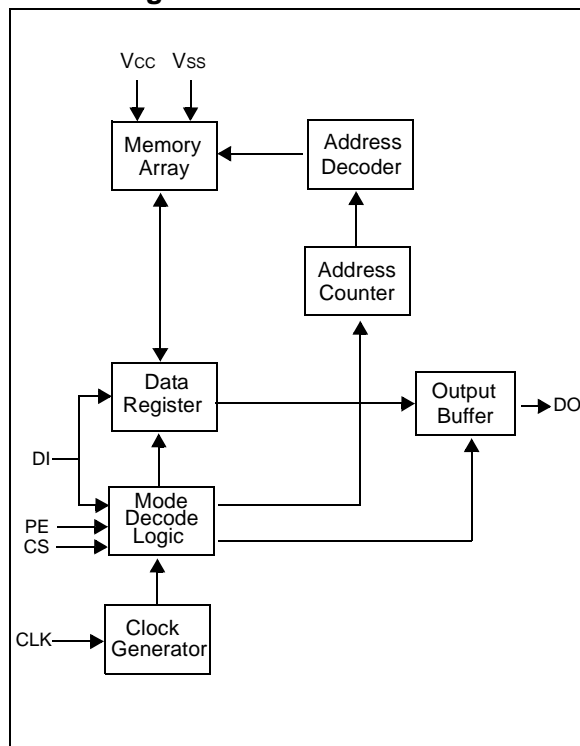 VCC VSS
Memory
Array
Address
Decoder
Address
Counter
Data
Register
Output
Buffer
DO
DI
Mode
Decode
Logic
PE
CS
CLK
Clock
Generator